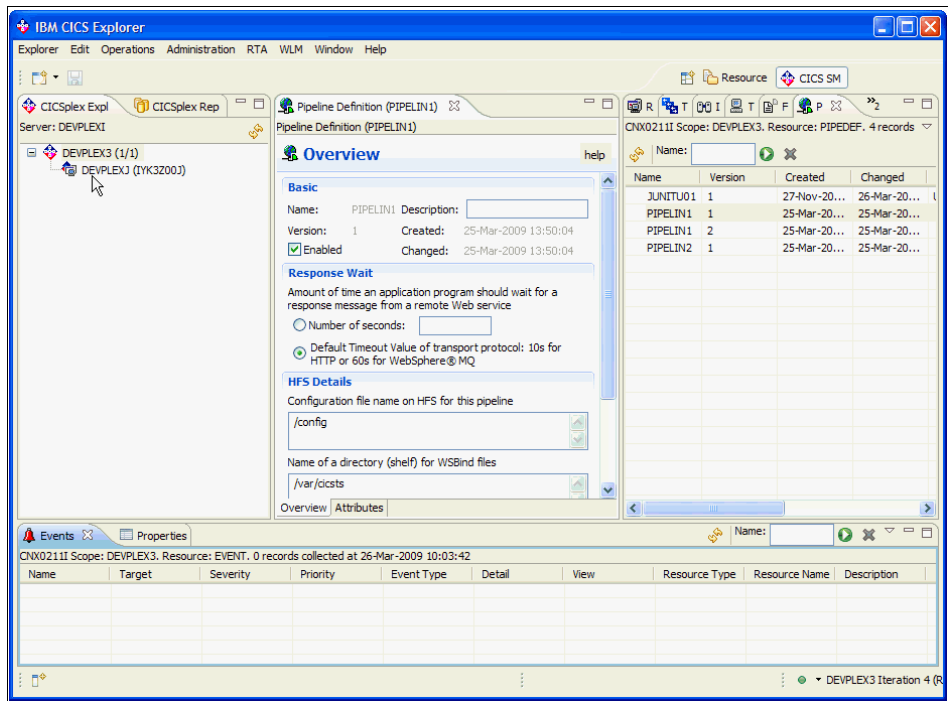 IBM CICS Explorer
Explorer Edit Operations Administration RTA WLM Window Help
Resource CICS SM
CICSplex Expl CICSplex Rep
Server: DEVPLEXI
DEVPLEX3 (1/1)
DEVPLEXJ (IYK3Z00J)
Pipeline Definition (PIPELIN1)
Pipeline Definition (PIPELIN1)
Overview help
Basic
Name: PIPELIN1 Description:
Version: 1 Created: 25-Mar-2009 13:50:04
Enabled Changed: 25-Mar-2009 13:50:04
Response Wait
Amount of time an application program should wait for a
response message from a remote Web service
Number of seconds:
Default Timeout Value of transport protocol: 10s for
HTTP or 60s for WebSphere® MQ
HFS Details
Configuration file name on HFS for this pipeline
/config
Name of a directory (shelf) for WSBind files
/var/cicsts
Overview Attributes
R T I T F P »2
CNX0211I Scope: DEVPLEX3. Resource: PIPEDEF. 4 records
Name:
Name Version Created Changed
JUNITU01 1 27-Nov-20... 26-Mar-20...
PIPELIN1 1 25-Mar-20... 25-Mar-20...
PIPELIN1 2 25-Mar-20... 25-Mar-20...
PIPELIN2 1 25-Mar-20... 25-Mar-20...
Events Properties Name:
CNX0211I Scope: DEVPLEX3. Resource: EVENT. 0 records collected at 26-Mar-2009 10:03:42
Name Target Severity Priority Event Type Detail View Resource Type Resource Name Description
DEVPLEX3 Iteration 4 (R